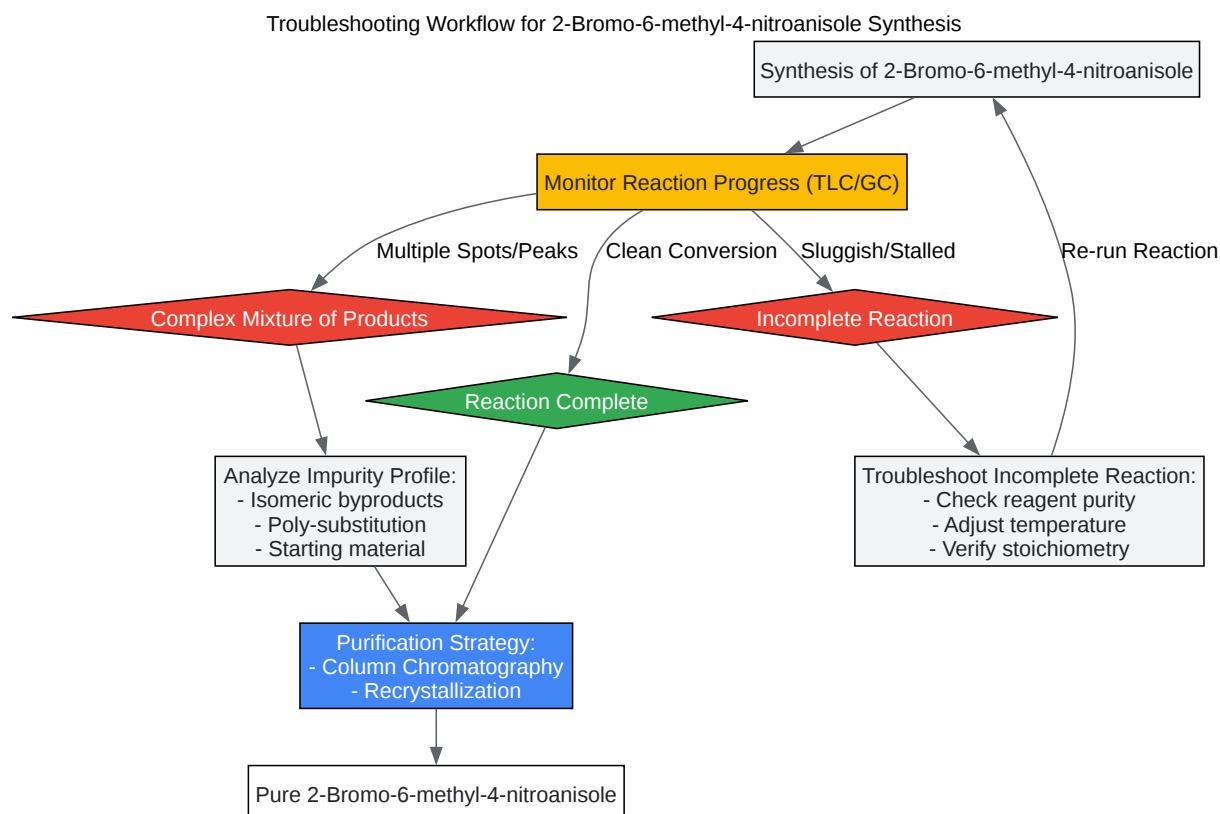 Troubleshooting Workflow for 2-Bromo-6-methyl-4-nitroanisole Synthesis
Synthesis of 2-Bromo-6-methyl-4-nitroanisole
Monitor Reaction Progress (TLC/GC)
Multiple Spots/Peaks
Clean Conversion
Sluggish/Stalled
Re-run Reaction
Complex Mixture of Products
Incomplete Reaction
Reaction Complete
Analyze Impurity Profile:
- Isomeric byproducts
- Poly-substitution
- Starting material
Troubleshoot Incomplete Reaction:
- Check reagent purity
- Adjust temperature
- Verify stoichiometry
Purification Strategy:
- Column Chromatography
- Recrystallization
Pure 2-Bromo-6-methyl-4-nitroanisole